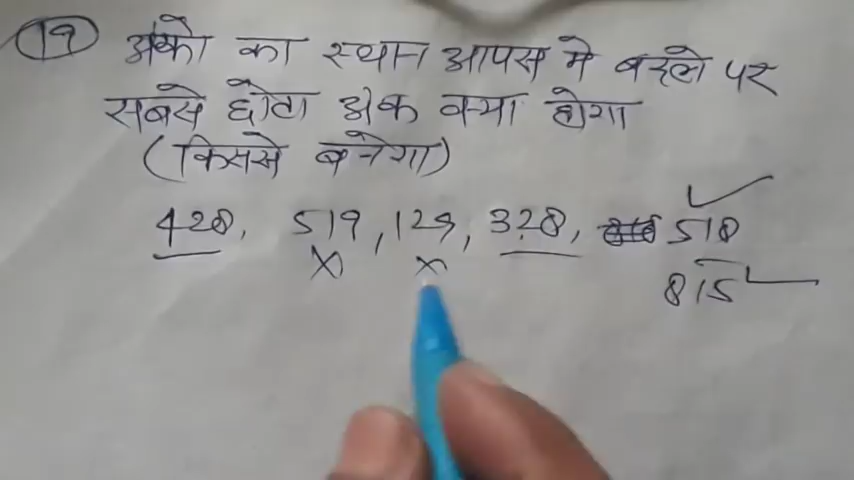 (19) अंको का स्थान आपस मे बदले पर
सबसे छोटा अंक क्या होगा
(किससे बनेगा)
428, 519, 129, 328, 518
815